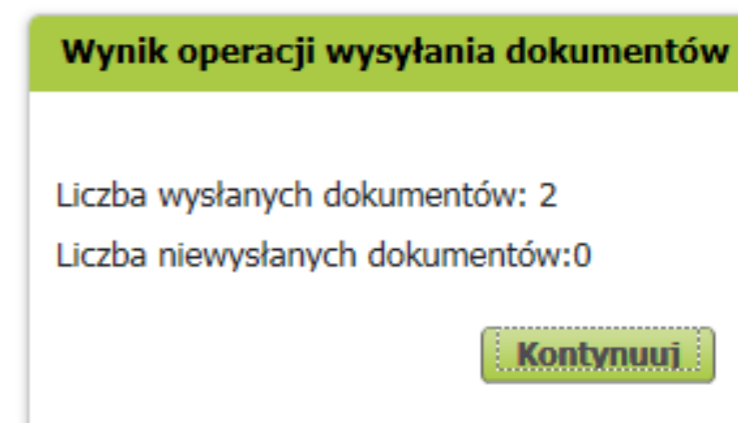 Wynik operacji wysyłania dokumentów
Liczba wysłanych dokumentów: 2
Liczba niewysłanych dokumentów:0
Kontynuuj